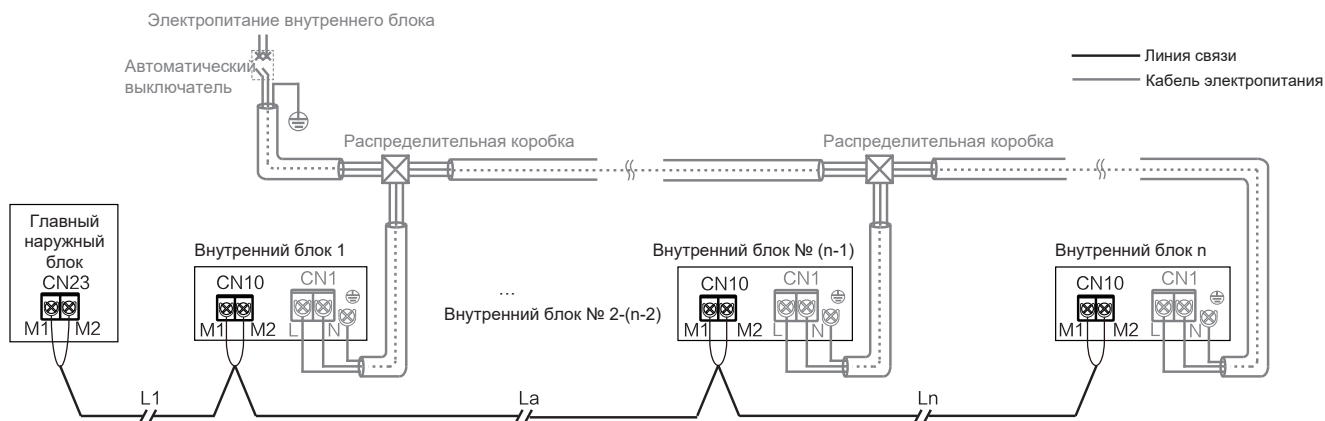 Электропитание внутреннего блока
Автоматический
выключатель
Линия связи
Кабель электропитания
Распределительная коробка
Распределительная коробка
Главный
наружный
блок
CN23
M1 M2
Внутренний блок 1
CN10 CN1
M1 M2 L N
...
Внутренний блок № 2-(n-2)
Внутренний блок № (n-1)
CN10 CN1
M1 M2 L N
Внутренний блок n
CN10 CN1
M1 M2 L N
L1
La
Ln